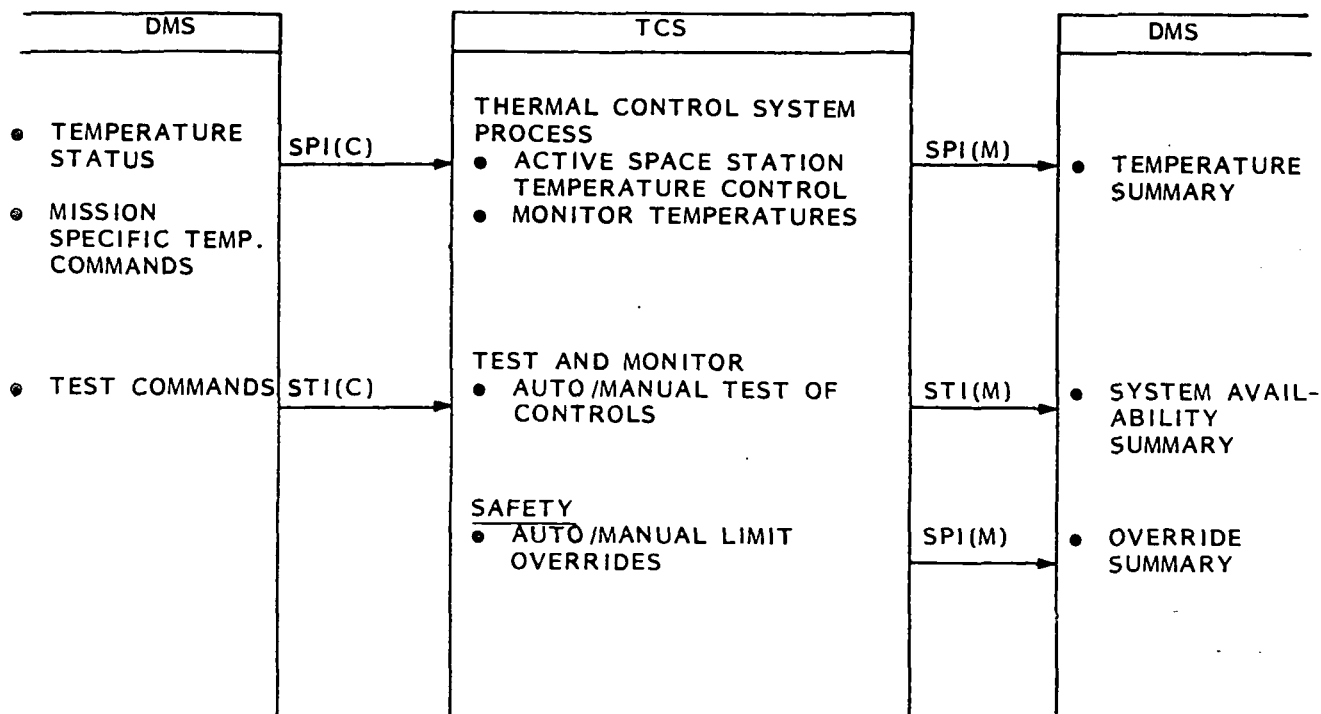 DMS
● TEMPERATURE
STATUS
● MISSION
SPECIFIC TEMP.
COMMANDS
● TEST COMMANDS
SPI(C)
STI(C)
TCS
THERMAL CONTROL SYSTEM
PROCESS
● ACTIVE SPACE STATION
TEMPERATURE CONTROL
● MONITOR TEMPERATURES
TEST AND MONITOR
● AUTO/MANUAL TEST OF
CONTROLS
SAFETY
● AUTO/MANUAL LIMIT
OVERRIDES
SPI(M)
STI(M)
SPI(M)
DMS
● TEMPERATURE
SUMMARY
● SYSTEM AVAIL-
ABILITY
SUMMARY
● OVERRIDE
SUMMARY